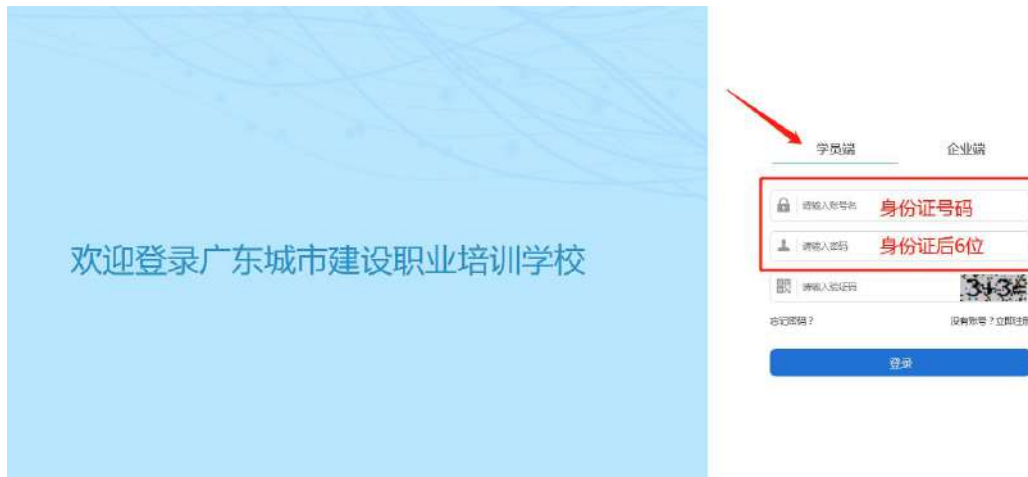 学员端
企业端
请输入账号名
身份证号码
请输入密码
身份证后6位
欢迎登录广东城市建设职业培训学校
请输入验证码
3+3=
忘记密码？
没有账号？立即注册
登录